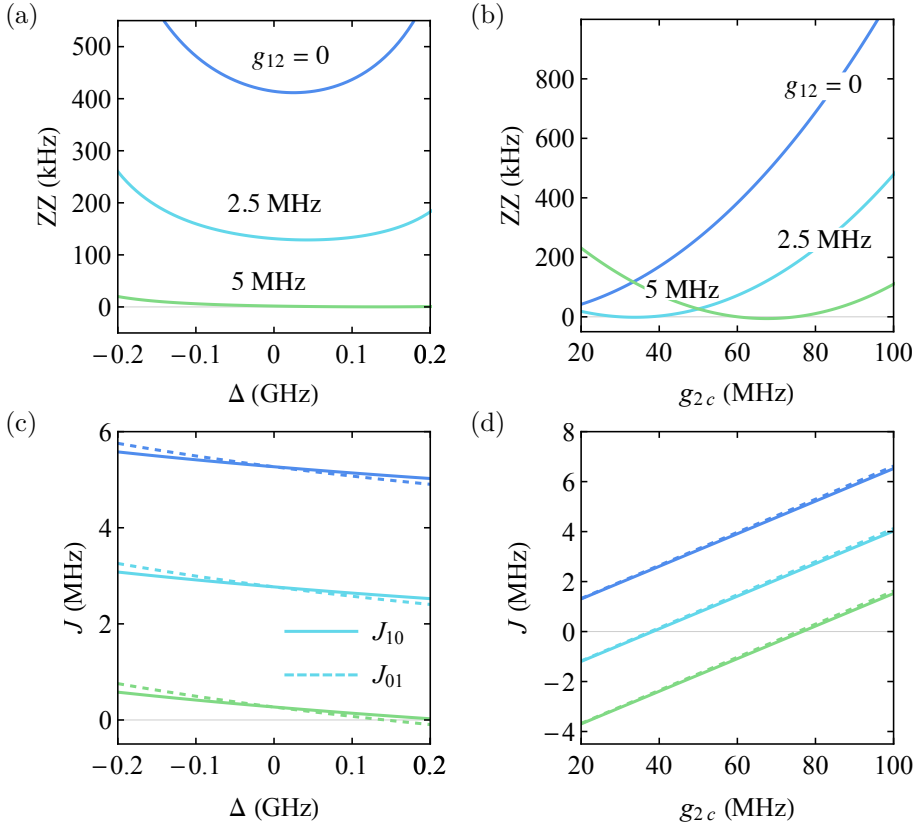 (a)
ZZ (kHz)
500
400
300
200
100
0
g12 = 0
2.5 MHz
5 MHz
−0.2
−0.1
0
0.1
0.2
Δ (GHz)
(b)
ZZ (kHz)
800
600
400
200
0
g12 = 0
2.5 MHz
5 MHz
20
40
60
80
100
g2c (MHz)
(c)
J (MHz)
6
4
2
0
J10
J01
−0.2
−0.1
0
0.1
0.2
Δ (GHz)
(d)
J (MHz)
8
6
4
2
0
−2
−4
20
40
60
80
100
g2c (MHz)